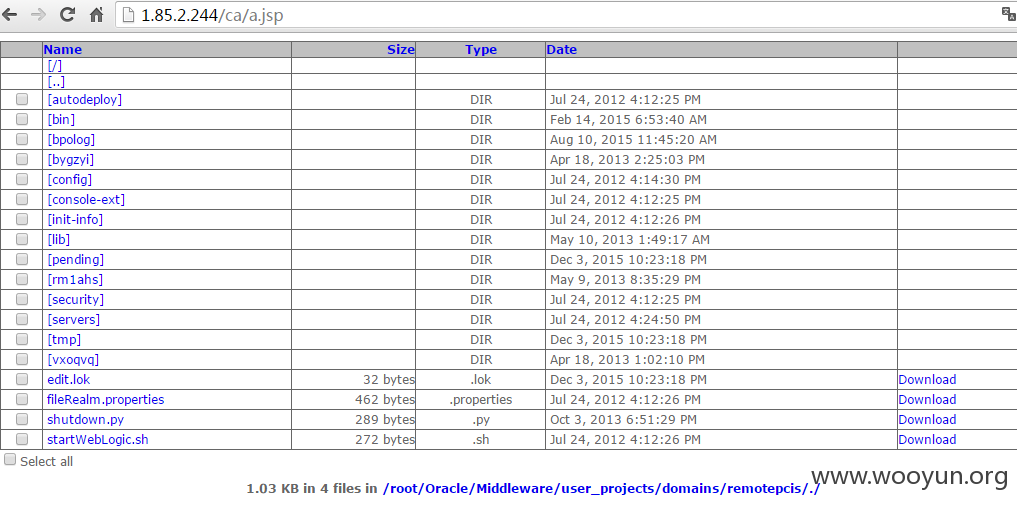 1.85.2.244/ca/a.jsp
Name Size Type Date
[/]
[..]
[autodeploy] DIR Jul 24, 2012 4:12:25 PM
[bin] DIR Feb 14, 2015 6:53:40 AM
[bpolog] DIR Aug 10, 2015 11:45:20 AM
[bygzyi] DIR Apr 18, 2013 2:25:03 PM
[config] DIR Jul 24, 2012 4:14:30 PM
[console-ext] DIR Jul 24, 2012 4:12:25 PM
[init-info] DIR Jul 24, 2012 4:12:26 PM
[lib] DIR May 10, 2013 1:49:17 AM
[pending] DIR Dec 3, 2015 10:23:18 PM
[rm1ahs] DIR May 9, 2013 8:35:29 PM
[security] DIR Jul 24, 2012 4:12:25 PM
[servers] DIR Jul 24, 2012 4:24:50 PM
[tmp] DIR Dec 3, 2015 10:23:18 PM
[vxoqvq] DIR Apr 18, 2013 1:02:10 PM
edit.lok 32 bytes .lok Dec 3, 2015 10:23:18 PM Download
fileRealm.properties 462 bytes .properties Jul 24, 2012 4:12:26 PM Download
shutdown.py 289 bytes .py Oct 3, 2013 6:51:29 PM Download
startWebLogic.sh 272 bytes .sh Jul 24, 2012 4:12:26 PM Download
Select all
1.03 KB in 4 files in /root/Oracle/Middleware/user_projects/domains/remotepcis/./
www.wooyun.org